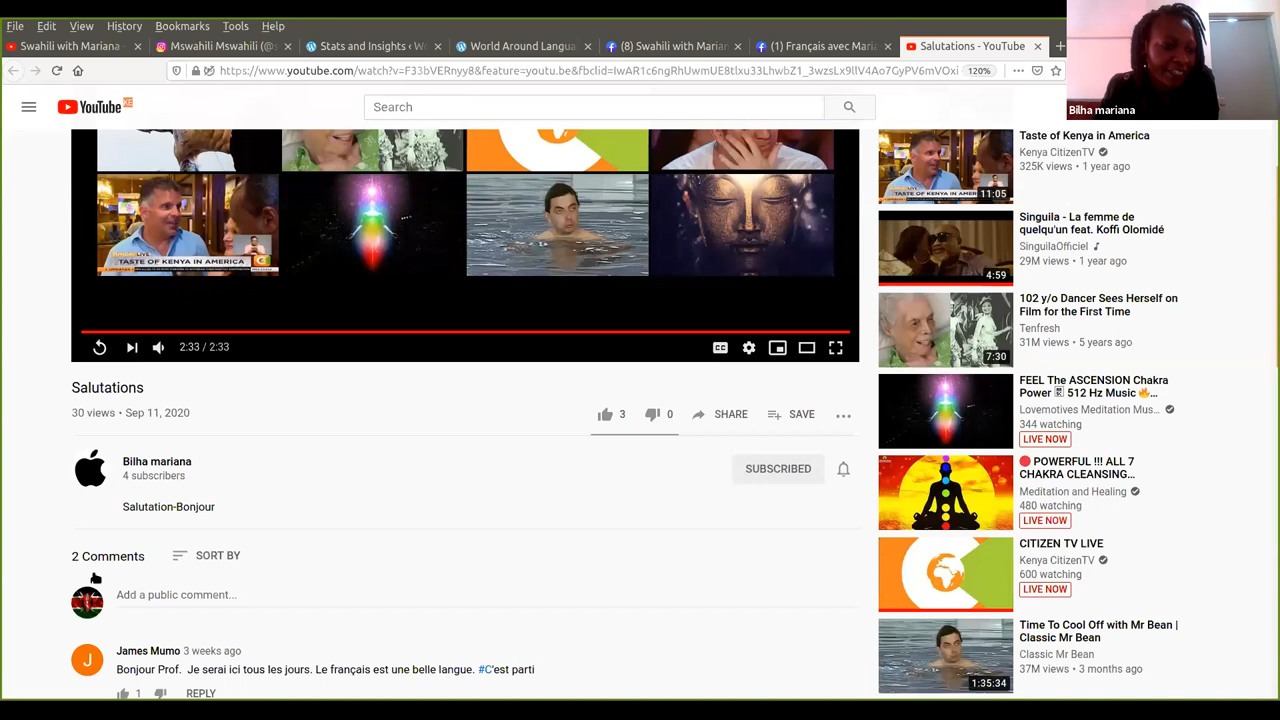 File Edit View History Bookmarks Tools Help
Swahili with Mariana - Mswahili Mswahili (@s Stats and Insights ‹ W World Around Langua (8) Swahili with Maria (1) Français avec Maria Salutations - YouTube
https://www.youtube.com/watch?v=F33bVERnyy8&feature=youtu.be&fbclid=IwAR1c6ngRhUwmUE8tlxu33LhwbZ1_3wzsLx9llV4Ao7GyPV6mVOxi 120%
Bilha mariana
YouTube KE
Search
TASTE OF KENYA IN AMERICA
2:33 / 2:33
CC
Salutations
30 views • Sep 11, 2020
3 0 SHARE SAVE
Bilha mariana
4 subscribers
SUBSCRIBED
Salutation-Bonjour
2 Comments SORT BY
Add a public comment...
James Mumo 3 weeks ago
Bonjour Prof. Je serai ici tous les jours. Le français est une belle langue. #C'est parti
1 REPLY
J
Taste of Kenya in America
Kenya CitizenTV
325K views • 1 year ago
11:05
Singuila - La femme de
quelqu'un feat. Koffi Olomidé
SinguilaOfficiel
29M views • 1 year ago
4:59
102 y/o Dancer Sees Herself on
Film for the First Time
Tenfresh
31M views • 5 years ago
7:30
FEEL The ASCENSION Chakra
Power 512 Hz Music 🔥...
Lovemotives Meditation Mus...
344 watching
LIVE NOW
POWERFUL !!! ALL 7
CHAKRA CLEANSING...
Meditation and Healing
480 watching
LIVE NOW
CITIZEN TV LIVE
Kenya CitizenTV
600 watching
LIVE NOW
Time To Cool Off with Mr Bean |
Classic Mr Bean
Classic Mr Bean
37M views • 3 months ago
1:35:34